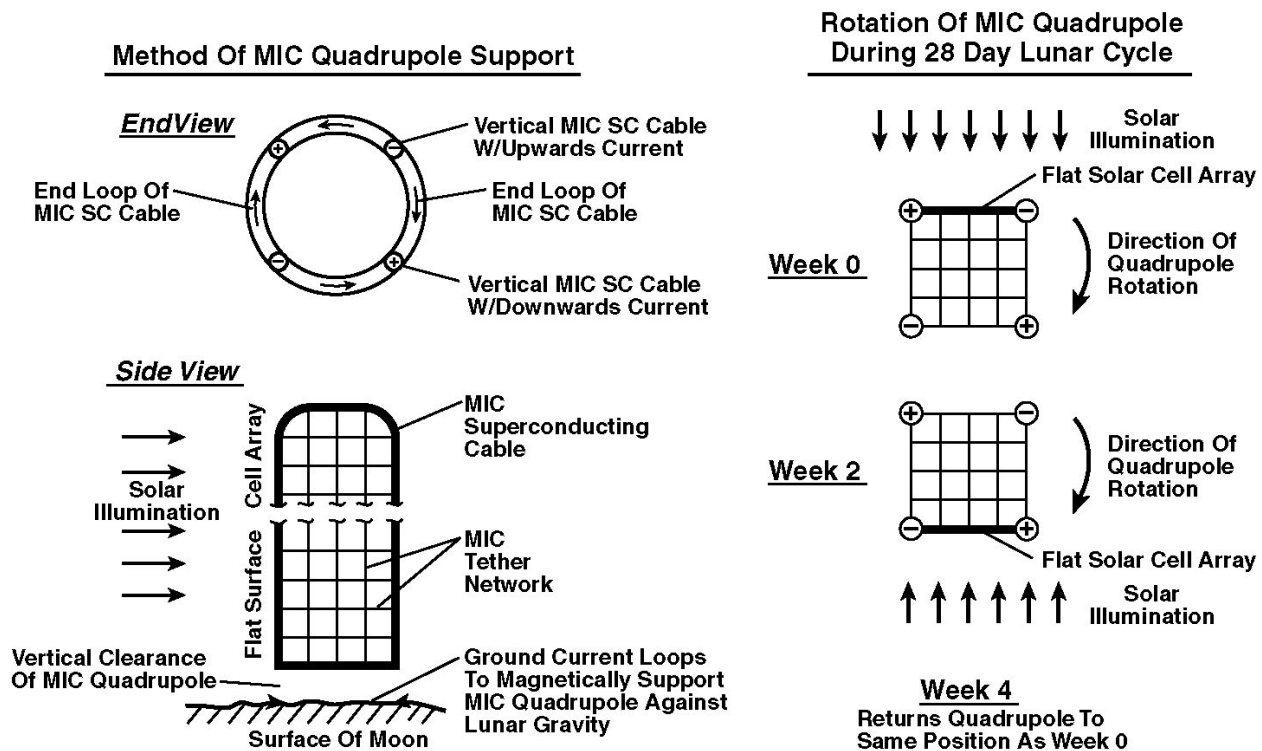 Method Of MIC Quadrupole Support
EndView
Vertical MIC SC Cable
W/Upwards Current
End Loop Of
MIC SC Cable
End Loop Of
MIC SC Cable
Vertical MIC SC Cable
W/Downwards Current
+
−
−
+
Side View
Solar
Illumination
Cell Array
Flat Surface
MIC
Superconducting
Cable
MIC
Tether
Network
Vertical Clearance
Of MIC Quadrupole
Ground Current Loops
To Magnetically Support
MIC Quadrupole Against
Lunar Gravity
Surface Of Moon
Rotation Of MIC Quadrupole
During 28 Day Lunar Cycle
Solar
Illumination
Flat Solar Cell Array
+
−
Week 0
Direction Of
Quadrupole
Rotation
−
+
+
−
Week 2
Direction Of
Quadrupole
Rotation
−
+
Flat Solar Cell Array
Solar
Illumination
Week 4
Returns Quadrupole To
Same Position As Week 0